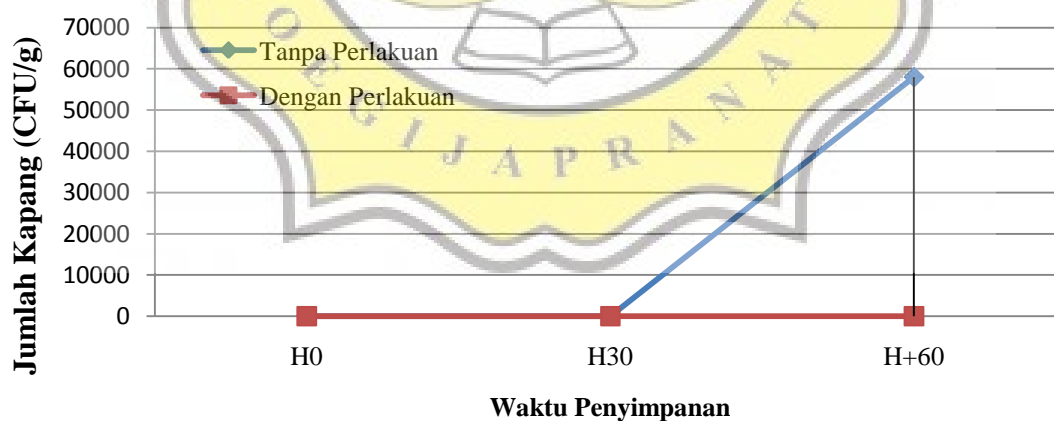 Jumlah Kapang (CFU/g)
70000
60000
50000
40000
30000
20000
10000
0
Tanpa Perlakuan
Dengan Perlakuan
OEGIJAPRANAT
H0 H30 H+60
Waktu Penyimpanan